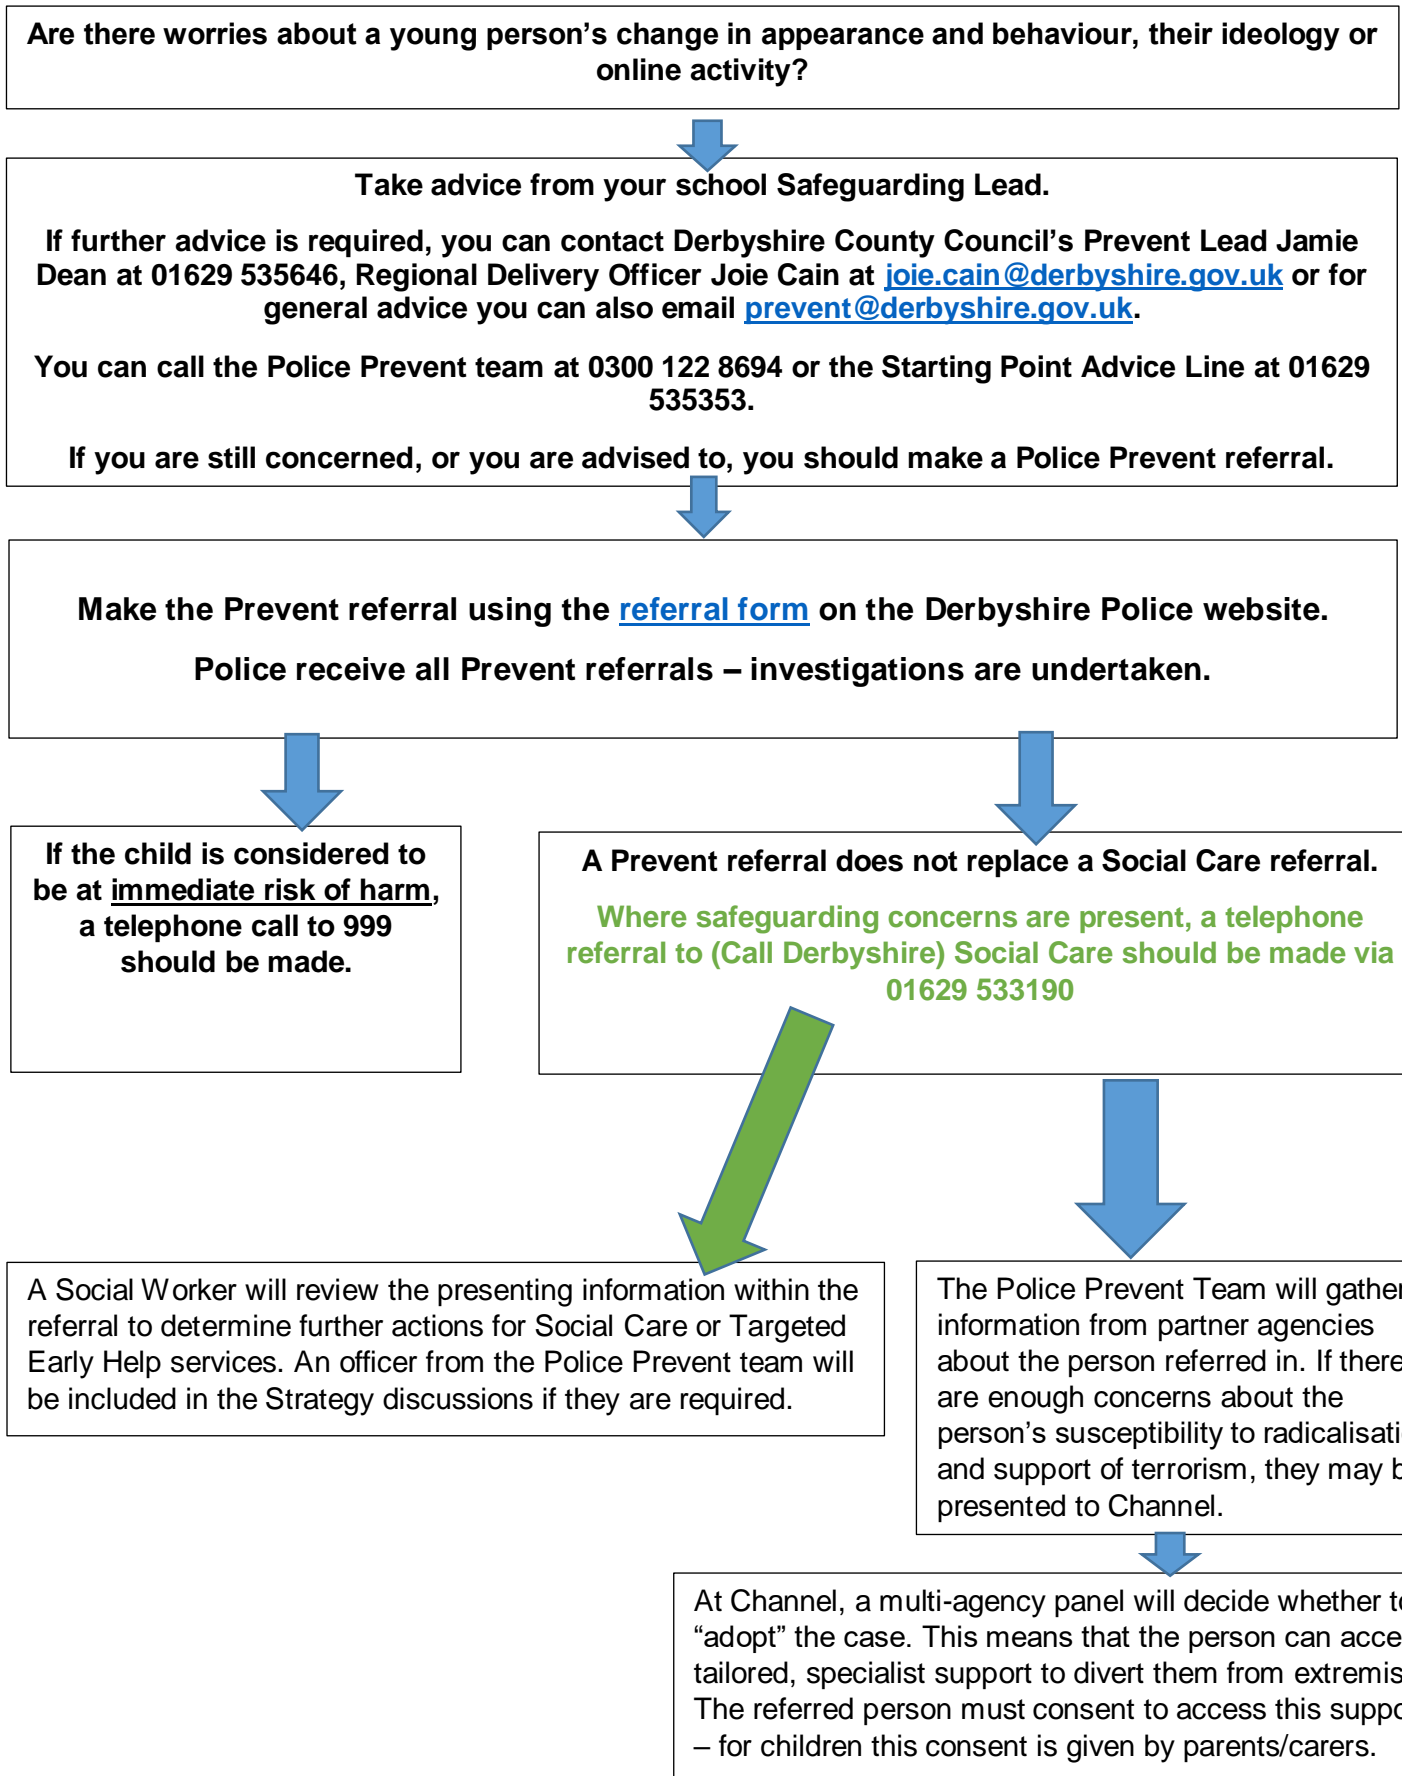 Are there worries about a young person’s change in appearance and behaviour, their ideology or
online activity?
Take advice from your school Safeguarding Lead.
If further advice is required, you can contact Derbyshire County Council’s Prevent Lead Jamie
Dean at 01629 535646, Regional Delivery Officer Joie Cain at joie.cain@derbyshire.gov.uk or for
general advice you can also email prevent@derbyshire.gov.uk.
You can call the Police Prevent team at 0300 122 8694 or the Starting Point Advice Line at 01629
535353.
If you are still concerned, or you are advised to, you should make a Police Prevent referral.
Make the Prevent referral using the referral form on the Derbyshire Police website.
Police receive all Prevent referrals – investigations are undertaken.
If the child is considered to
be at immediate risk of harm,
a telephone call to 999
should be made.
A Prevent referral does not replace a Social Care referral.
Where safeguarding concerns are present, a telephone
referral to (Call Derbyshire) Social Care should be made via
01629 533190
A Social Worker will review the presenting information within the
referral to determine further actions for Social Care or Targeted
Early Help services. An officer from the Police Prevent team will
be included in the Strategy discussions if they are required.
The Police Prevent Team will gather
information from partner agencies
about the person referred in. If there
are enough concerns about the
person’s susceptibility to
and support of terrorism, they may
presented to Channel.
At Channel, a multi-agency panel will decide whether
“adopt” the case. This means that the person can
tailored, specialist support to divert them from
The referred person must consent to access this
– for children this consent is given by parents/carers.